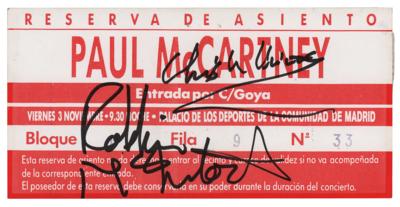 RESERVA DE ASIENTO
PAUL McCARTNEY
Entrada por C/Goya
VIERNES 3 NOVIEMBRE • 9.30 NOCHE • PALACIO DE LOS DEPORTES DE LA COMUNIDAD DE MADRID
Bloque Fila 9 Nº 33
Esta reserva de asiento no da derecho a entrar al recinto y carece de validez si no va acompañada
de la correspondiente entrada.
El poseedor de esta reserva debe conservarla en su poder durante la duración del concierto.